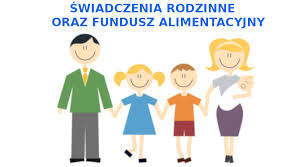 ŚWIADCZENIA RODZINNE
ORAZ FUNDUSZ ALIMENTACYJNY